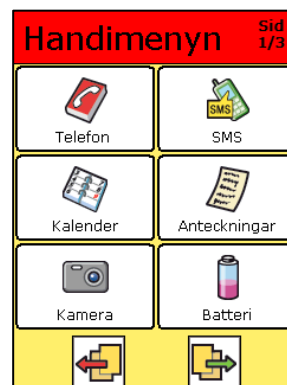 Handimenyn
Sid
1/3
Telefon
SMS
SMS
Kalender
Anteckningar
Kamera
Batteri